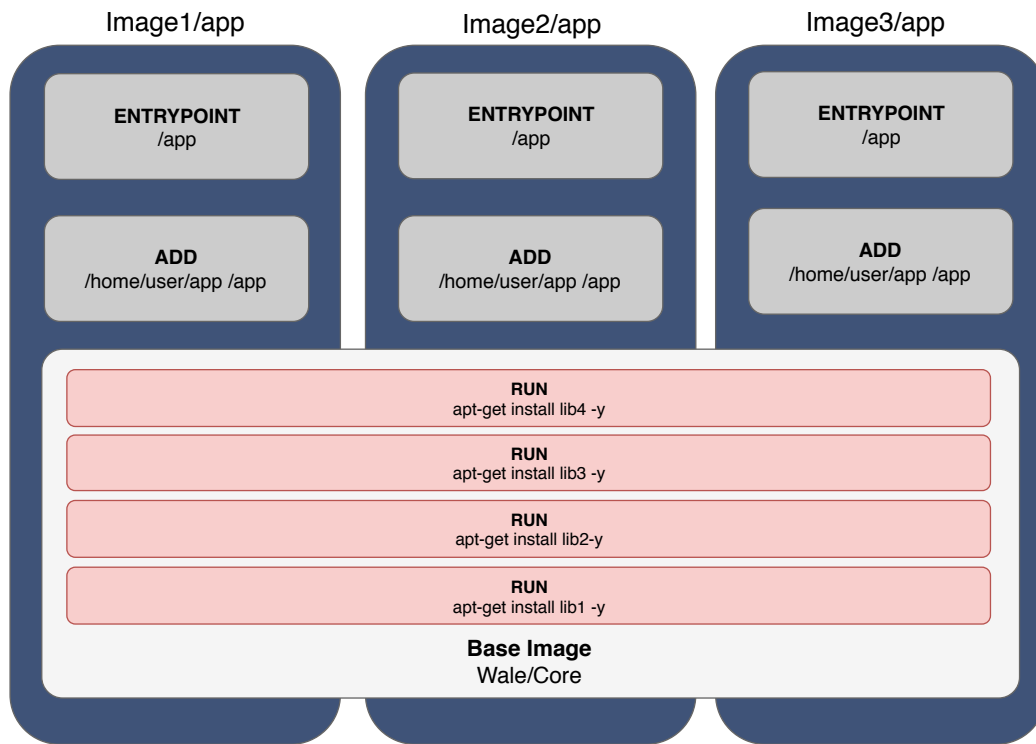 Image1/app
Image2/app
Image3/app
ENTRYPOINT
/app
ENTRYPOINT
/app
ENTRYPOINT
/app
ADD
/home/user/app /app
ADD
/home/user/app /app
ADD
/home/user/app /app
RUN
apt-get install lib4 -y
RUN
apt-get install lib3 -y
RUN
apt-get install lib2-y
RUN
apt-get install lib1 -y
Base Image
Wale/Core